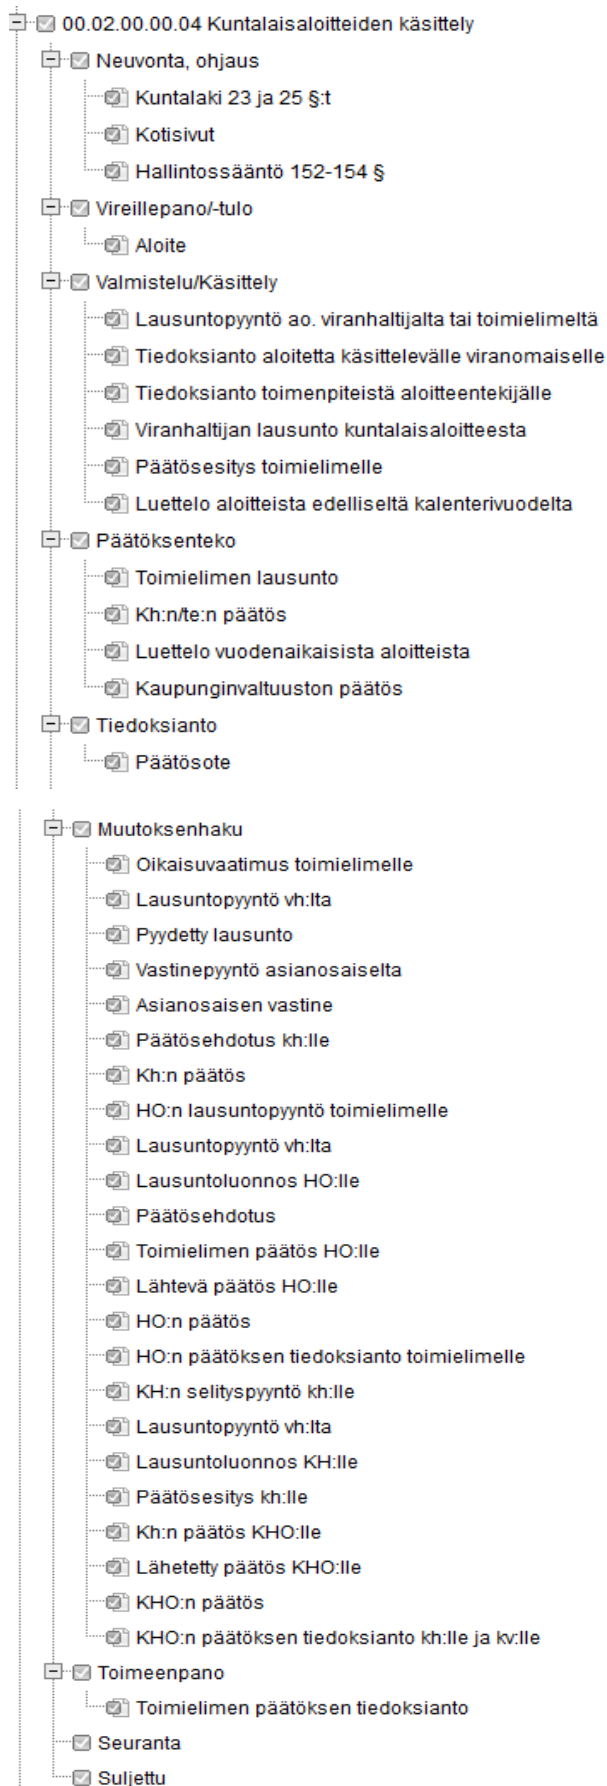 00.02.00.00.04 Kuntalaisaloitteiden käsittely
Neuvonta, ohjaus
Kuntalaki 23 ja 25 §:t
Kotisivut
Hallintossääntö 152-154 §
Vireillepano/-tulo
Aloite
Valmistelu/Käsittely
Lausuntopyyntö ao. viranhaltijalta tai toimielimeltä
Tiedoksianto aloitetta käsittelevälle viranomaiselle
Tiedoksianto toimenpiteistä aloitteentekijälle
Viranhaltijan lausunto kuntalaisaloitteesta
Päätösesitys toimielimelle
Luettelo aloitteista edelliseltä kalenterivuodelta
Päätöksenteko
Toimielimen lausunto
Kh:n/te:n päätös
Luettelo vuodenaikaisista aloitteista
Kaupunginvaltuuston päätös
Tiedoksianto
Päätösote
Muutoksenhaku
Oikaisuvaatimus toimielimelle
Lausuntopyyntö vh:lta
Pyydetty lausunto
Vastinepyyntö asianosaiselta
Asianosaisen vastine
Päätösehdotus kh:lle
Kh:n päätös
HO:n lausuntopyyntö toimielimelle
Lausuntopyyntö vh:lta
Lausuntoluonnos HO:lle
Päätösehdotus
Toimielimen päätös HO:lle
Lähtevä päätös HO:lle
HO:n päätös
HO:n päätöksen tiedoksianto toimielimelle
KH:n selityspyyntö kh:lle
Lausuntopyyntö vh:lta
Lausuntoluonnos KH:lle
Päätösesitys kh:lle
Kh:n päätös KHO:lle
Lähetetty päätös KHO:lle
KHO:n päätös
KHO:n päätöksen tiedoksianto kh:lle ja kv:lle
Toimeenpano
Toimielimen päätöksen tiedoksianto
Seuranta
Suljettu